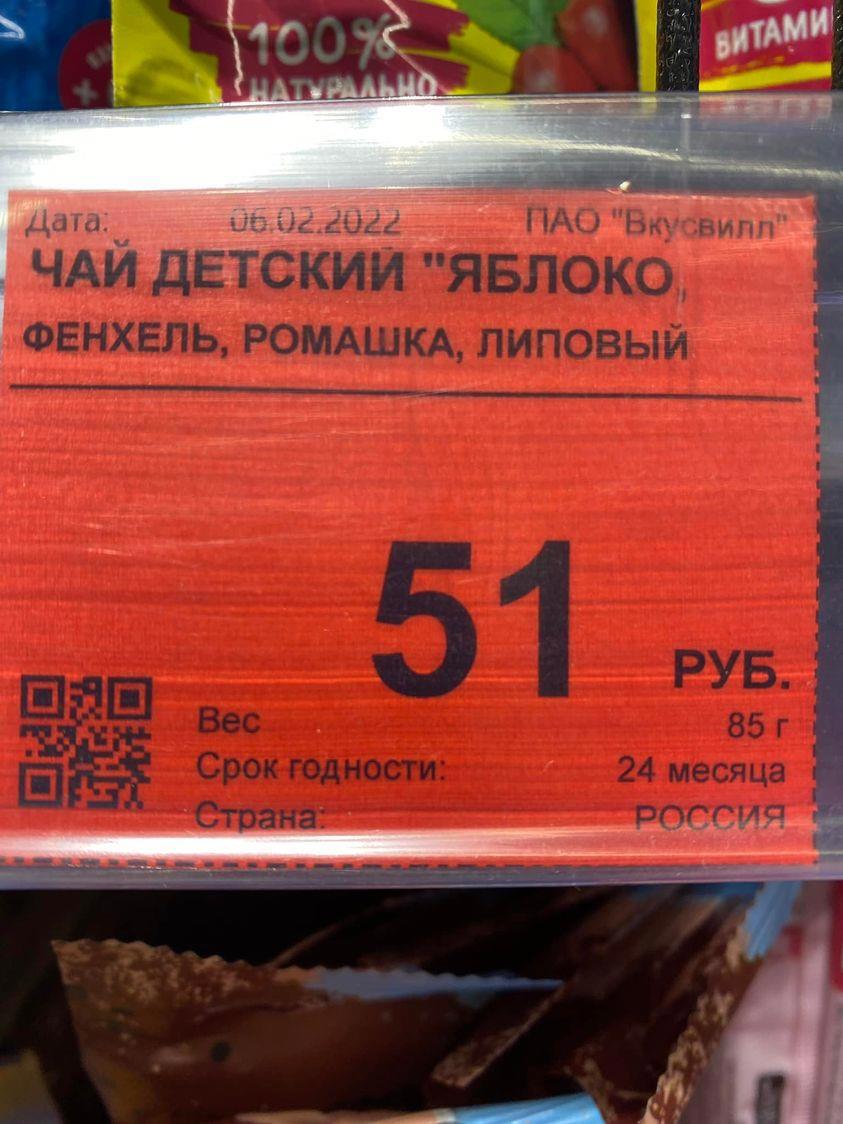 100%
НАТУРАЛЬНО
ВИТАМИ
Дата: 06.02.2022 ПАО "Вкусвилл"
ЧАЙ ДЕТСКИЙ "ЯБЛОКО,
ФЕНХЕЛЬ, РОМАШКА, ЛИПОВЫЙ
51 РУБ.
Вес 85 г
Срок годности: 24 месяца
Страна: РОССИЯ